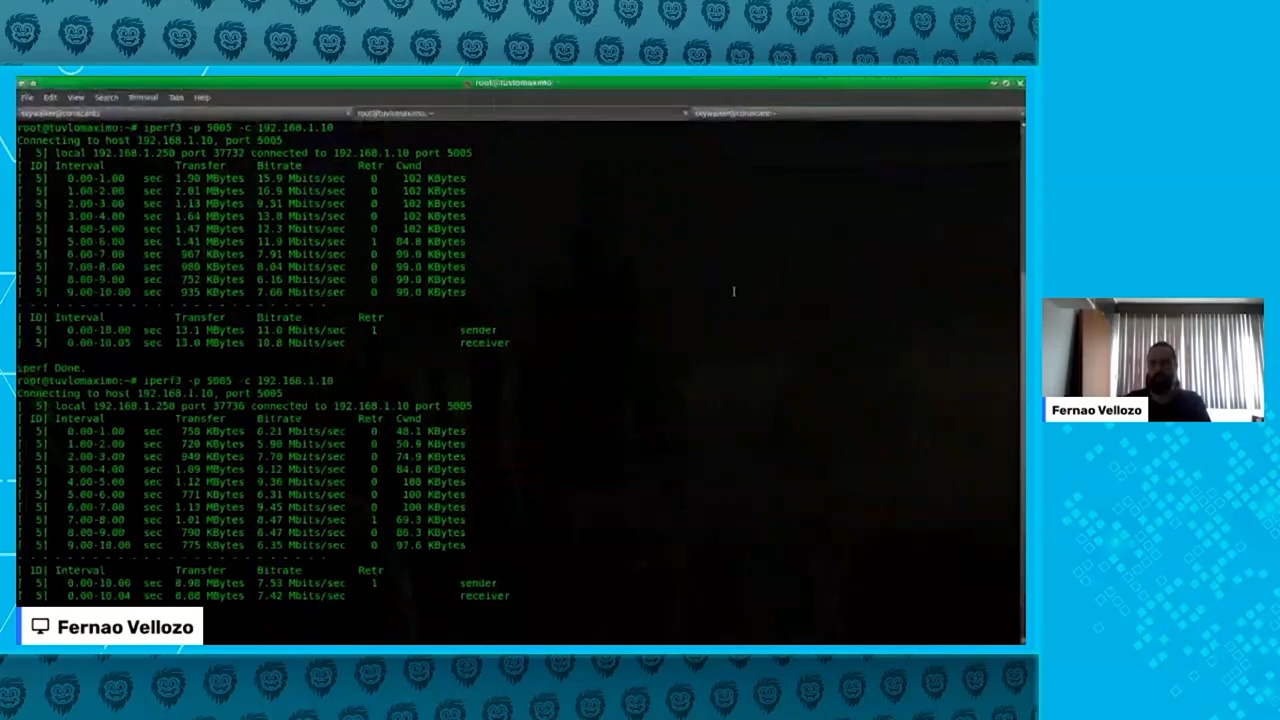 root@tuvlomaximo: ~
File Edit View Search Terminal Tabs Help
root@tuvlomaximo: ~
root@tuvlomaximo:~# iperf3 -p 5005 -c 192.168.1.10
Connecting to host 192.168.1.10, port 5005
[ 5] local 192.168.1.250 port 37732 connected to 192.168.1.10 port 5005
[ ID] Interval Transfer Bitrate Retr Cwnd
[ 5] 0.00-1.00 sec 1.90 MBytes 15.9 Mbits/sec 0 102 KBytes
[ 5] 1.00-2.00 sec 2.01 MBytes 16.9 Mbits/sec 0 102 KBytes
[ 5] 2.00-3.00 sec 1.13 MBytes 9.51 Mbits/sec 0 102 KBytes
[ 5] 3.00-4.00 sec 1.64 MBytes 13.8 Mbits/sec 0 102 KBytes
[ 5] 4.00-5.00 sec 1.47 MBytes 12.3 Mbits/sec 0 102 KBytes
[ 5] 5.00-6.00 sec 1.41 MBytes 11.9 Mbits/sec 1 84.8 KBytes
[ 5] 6.00-7.00 sec 967 KBytes 7.91 Mbits/sec 0 99.0 KBytes
[ 5] 7.00-8.00 sec 980 KBytes 8.04 Mbits/sec 0 99.0 KBytes
[ 5] 8.00-9.00 sec 752 KBytes 6.16 Mbits/sec 0 99.0 KBytes
[ 5] 9.00-10.00 sec 935 KBytes 7.66 Mbits/sec 0 99.0 KBytes
- - - - - - - - - - - - - - - - - - - - - - - - -
[ ID] Interval Transfer Bitrate Retr
[ 5] 0.00-10.00 sec 13.1 MBytes 11.0 Mbits/sec 1 sender
[ 5] 0.00-10.05 sec 13.0 MBytes 10.8 Mbits/sec receiver
iperf Done.
root@tuvlomaximo:~# iperf3 -p 5005 -c 192.168.1.10
Connecting to host 192.168.1.10, port 5005
[ 5] local 192.168.1.250 port 37736 connected to 192.168.1.10 port 5005
[ ID] Interval Transfer Bitrate Retr Cwnd
[ 5] 0.00-1.00 sec 758 KBytes 6.21 Mbits/sec 0 48.1 KBytes
[ 5] 1.00-2.00 sec 720 KBytes 5.90 Mbits/sec 0 50.9 KBytes
[ 5] 2.00-3.00 sec 940 KBytes 7.70 Mbits/sec 0 74.9 KBytes
[ 5] 3.00-4.00 sec 1.09 MBytes 9.12 Mbits/sec 0 84.8 KBytes
[ 5] 4.00-5.00 sec 1.12 MBytes 9.36 Mbits/sec 0 100 KBytes
[ 5] 5.00-6.00 sec 771 KBytes 6.31 Mbits/sec 0 100 KBytes
[ 5] 6.00-7.00 sec 1.13 MBytes 9.45 Mbits/sec 0 100 KBytes
[ 5] 7.00-8.00 sec 1.01 MBytes 8.47 Mbits/sec 1 69.3 KBytes
[ 5] 8.00-9.00 sec 790 KBytes 6.47 Mbits/sec 0 86.3 KBytes
[ 5] 9.00-10.00 sec 775 KBytes 6.35 Mbits/sec 0 97.6 KBytes
- - - - - - - - - - - - - - - - - - - - - - - - -
[ ID] Interval Transfer Bitrate Retr
[ 5] 0.00-10.00 sec 8.98 MBytes 7.53 Mbits/sec 1 sender
[ 5] 0.00-10.04 sec 8.88 MBytes 7.42 Mbits/sec receiver
Fernao Vellozo
Fernao Vellozo